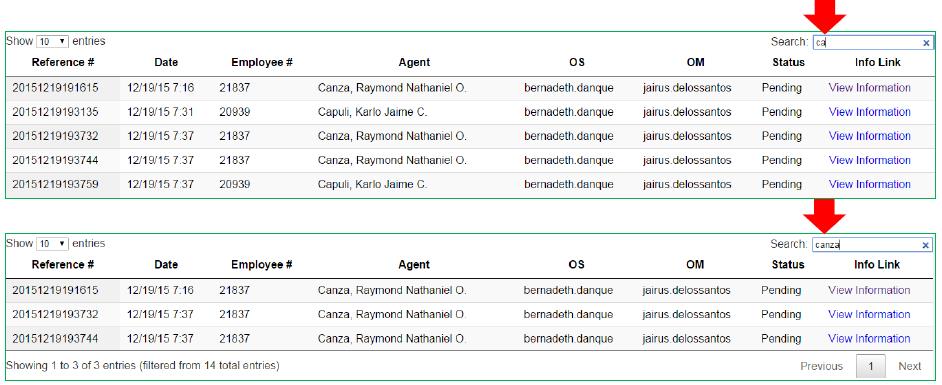 Show 10 entries Search: ca ×
Reference # Date Employee # Agent OS OM Status Info Link
20151219191615 12/19/15 7:16 21837 Canza, Raymond Nathaniel O. bernadeth.danque jairus.delossantos Pending View Information
20151219193135 12/19/15 7:31 20939 Capuli, Karlo Jaime C. bernadeth.danque jairus.delossantos Pending View Information
20151219193732 12/19/15 7:37 21837 Canza, Raymond Nathaniel O. bernadeth.danque jairus.delossantos Pending View Information
20151219193744 12/19/15 7:37 21837 Canza, Raymond Nathaniel O. bernadeth.danque jairus.delossantos Pending View Information
20151219193759 12/19/15 7:37 20939 Capuli, Karlo Jaime C. bernadeth.danque jairus.delossantos Pending View Information
Show 10 entries Search: canza ×
Reference # Date Employee # Agent OS OM Status Info Link
20151219191615 12/19/15 7:16 21837 Canza, Raymond Nathaniel O. bernadeth.danque jairus.delossantos Pending View Information
20151219193732 12/19/15 7:37 21837 Canza, Raymond Nathaniel O. bernadeth.danque jairus.delossantos Pending View Information
20151219193744 12/19/15 7:37 21837 Canza, Raymond Nathaniel O. bernadeth.danque jairus.delossantos Pending View Information
Showing 1 to 3 of 3 entries (filtered from 14 total entries) Previous 1 Next